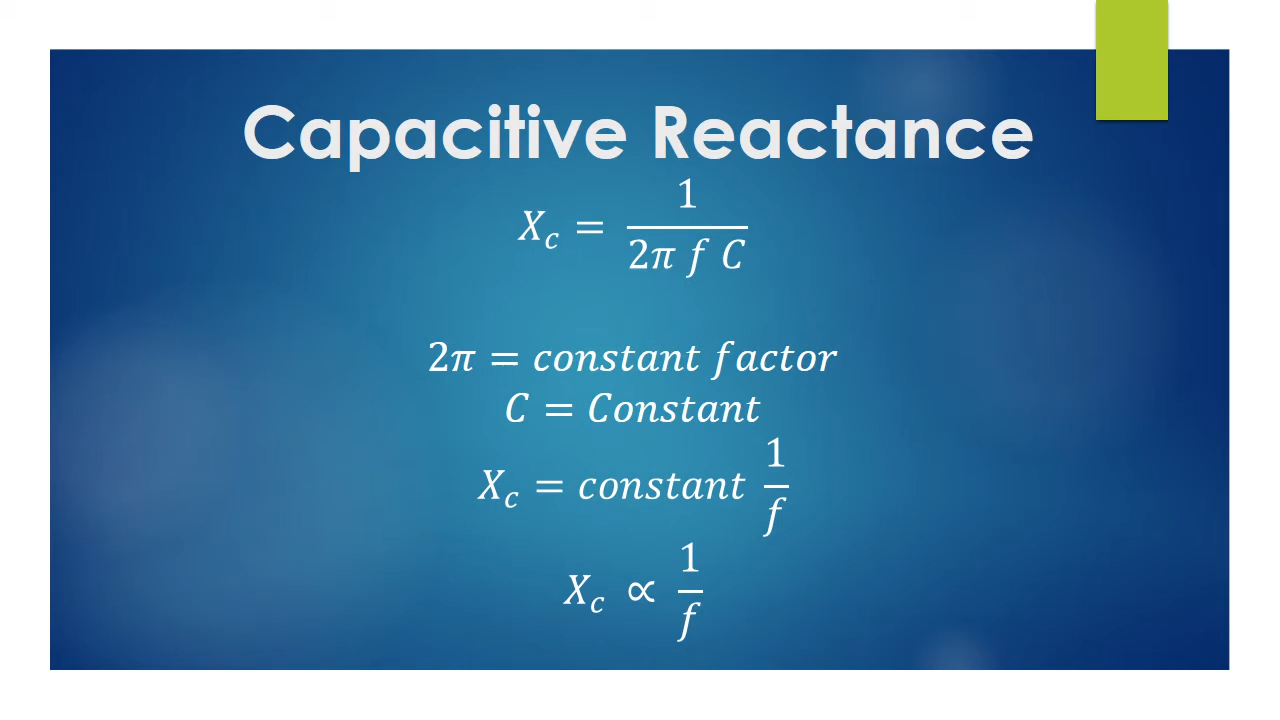 Capacitive Reactance
X_c = 1 / (2π f C)
2π = constant factor
C = Constant
X_c = constant 1/f
X_c ∝ 1/f